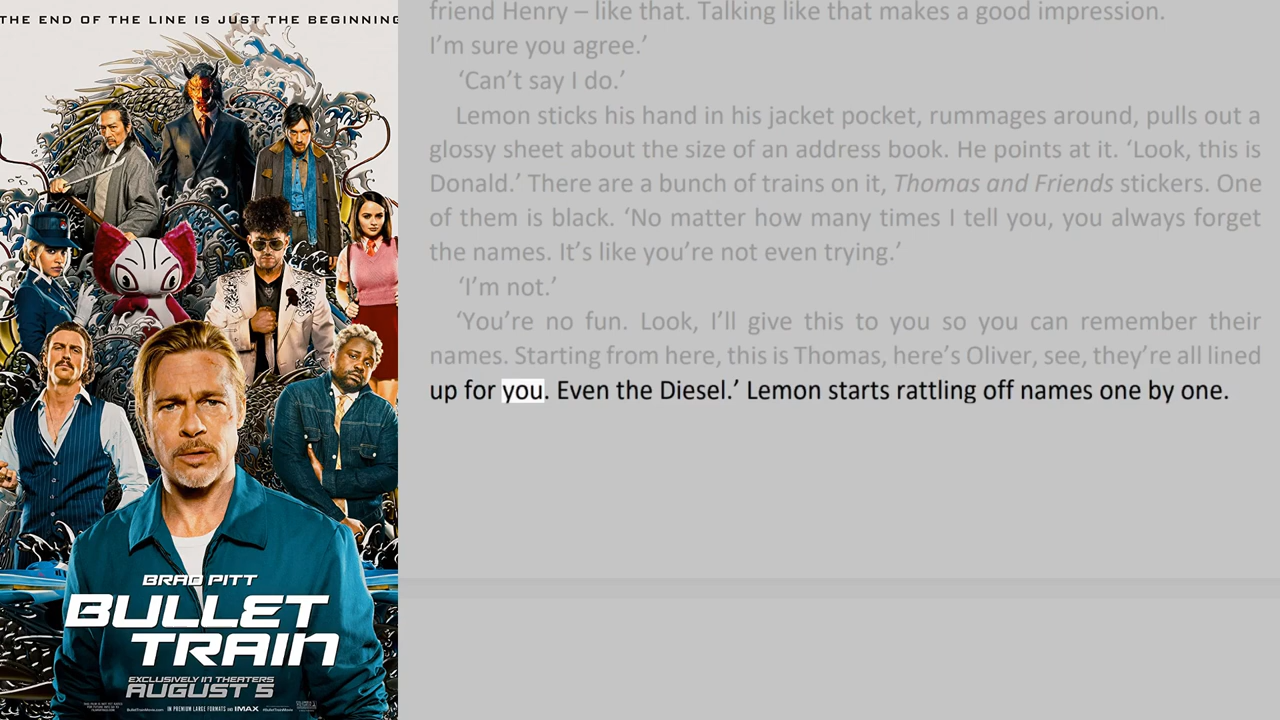 THE END OF THE LINE IS JUST THE BEGINNING
BRAD PITT
BULLET
TRAIN
EXCLUSIVELY IN THEATERS
AUGUST 5
IN PREMIUM LARGE FORMATS AND IMAX
friend Henry – like that. Talking like that makes a good impression.
I’m sure you agree.’
‘Can’t say I do.’
Lemon sticks his hand in his jacket pocket, rummages around, pulls out a
glossy sheet about the size of an address book. He points at it. ‘Look, this is
Donald.’ There are a bunch of trains on it, Thomas and Friends stickers. One
of them is black. ‘No matter how many times I tell you, you always forget
the names. It’s like you’re not even trying.’
‘I’m not.’
‘You’re no fun. Look, I’ll give this to you so you can remember their
names. Starting from here, this is Thomas, here’s Oliver, see, they’re all lined
up for you. Even the Diesel.’ Lemon starts rattling off names one by one.